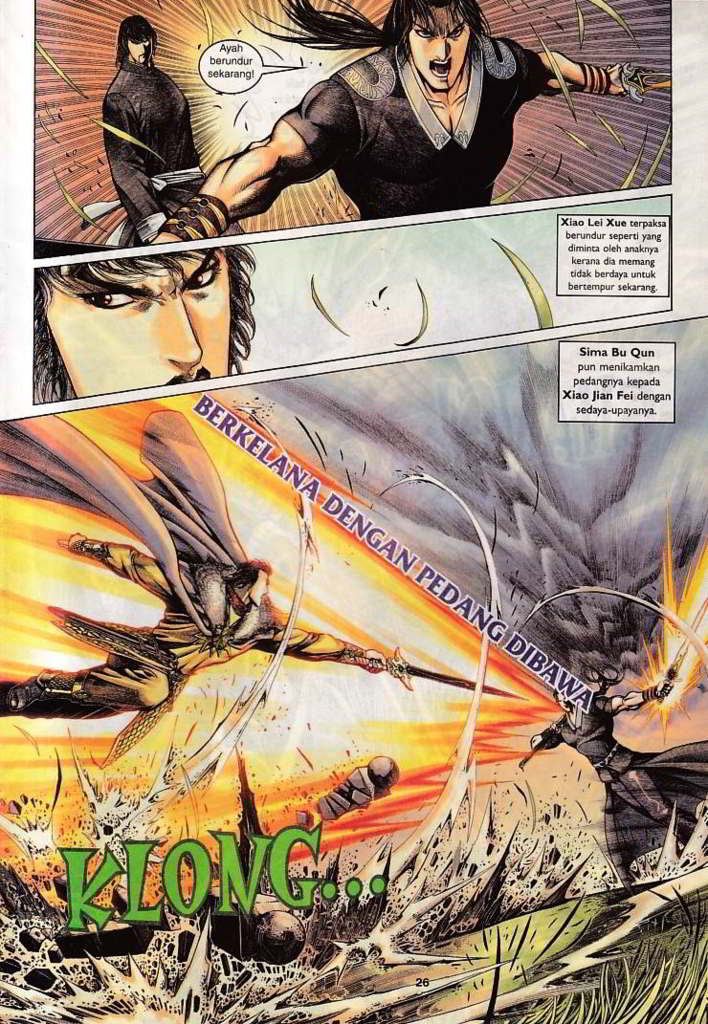 Ayah
berundur
sekarang!
Xiao Lei Xue terpaksa
berundur seperti yang
diminta oleh anaknya
kerana dia memang
tidak berdaya untuk
bertempur sekarang.
Sima Bu Qun
pun menikamkan
pedangnya kepada
Xiao Jian Fei dengan
sedaya-upayanya.
BERKELANA DENGAN PEDANG DIBAWA
KLONG...
26